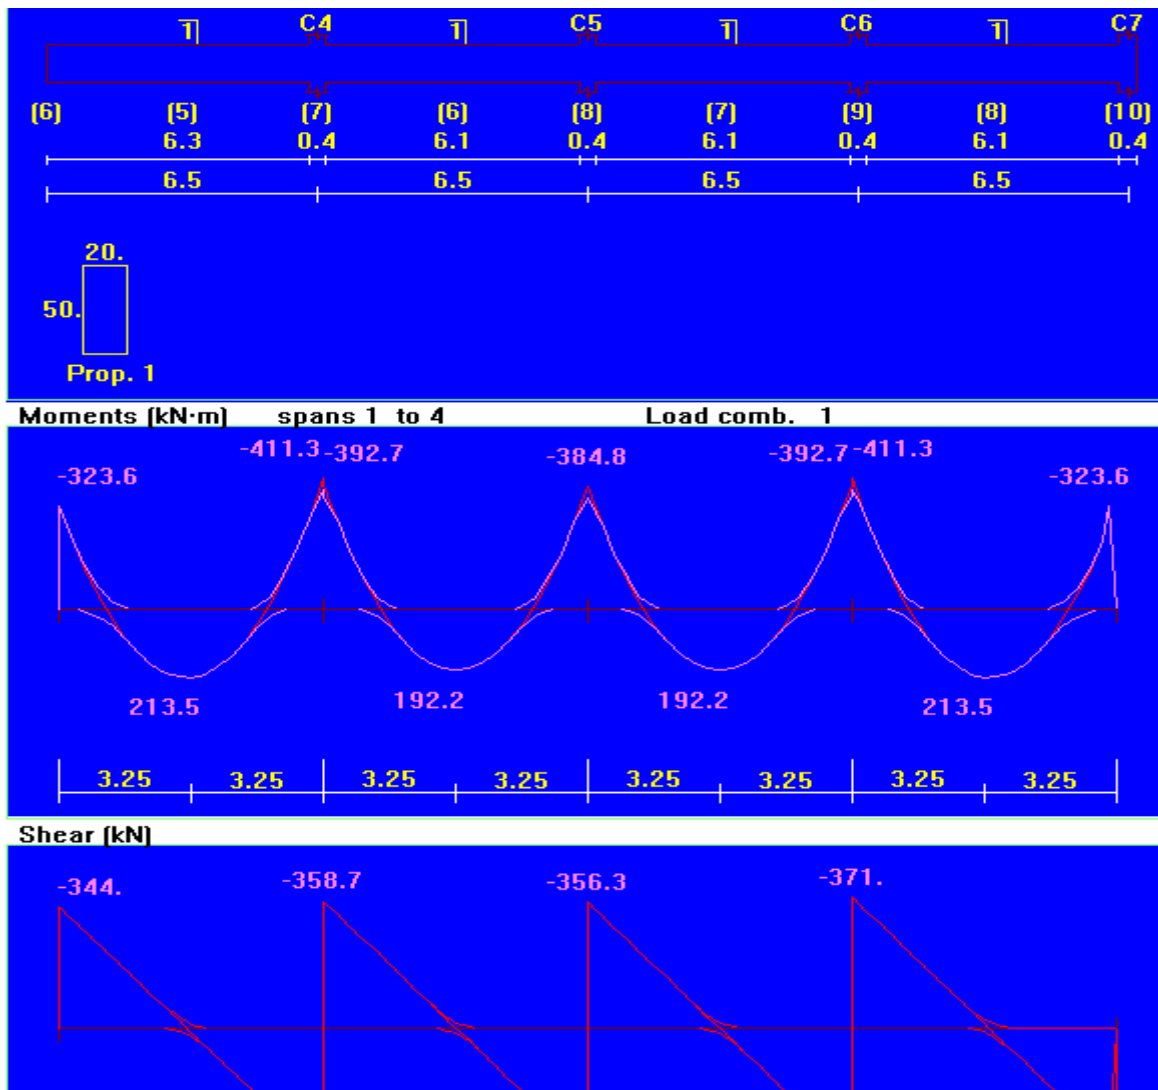 1 C4 1 C5 1 C6 1 C7
(6) (5) (7) (6) (8) (7) (9) (8) (10)
6.3 0.4 6.1 0.4 6.1 0.4 6.1 0.4
6.5 6.5 6.5 6.5
20.
50.
Prop. 1
Moments (kN·m) spans 1 to 4 Load comb. 1
-411.3 -392.7 -384.8 -392.7 -411.3
-323.6 -323.6
213.5 192.2 192.2 213.5
3.25 3.25 3.25 3.25 3.25 3.25 3.25 3.25
Shear (kN)
-344. -358.7 -356.3 -371.